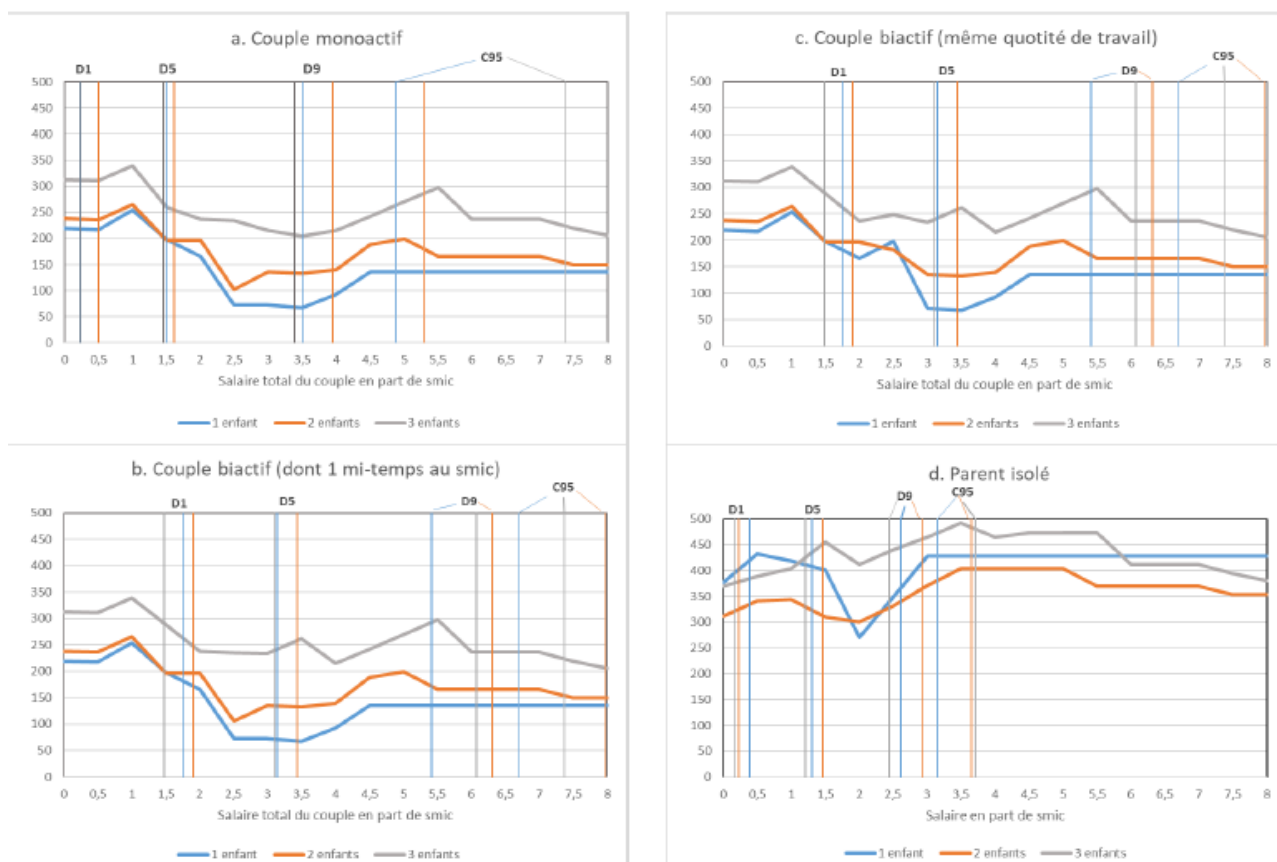 a. Couple monoactif
D1 D5 D9 C95
500
450
400
350
300
250
200
150
100
50
0
0 0,5 1 1,5 2 2,5 3 3,5 4 4,5 5 5,5 6 6,5 7 7,5 8
Salaire total du couple en part de smic
1 enfant 2 enfants 3 enfants
b. Couple biactif (dont 1 mi-temps au smic)
D1 D5 D9 C95
500
450
400
350
300
250
200
150
100
50
0
0 0,5 1 1,5 2 2,5 3 3,5 4 4,5 5 5,5 6 6,5 7 7,5 8
Salaire total du couple en part de smic
1 enfant 2 enfants 3 enfants
c. Couple biactif (même quotité de travail)
D1 D5 D9 C95
500
450
400
350
300
250
200
150
100
50
0
0 0,5 1 1,5 2 2,5 3 3,5 4 4,5 5 5,5 6 6,5 7 7,5 8
Salaire total du couple en part de smic
1 enfant 2 enfants 3 enfants
d. Parent isolé
D1 D5 D9 C95
500
450
400
350
300
250
200
150
100
50
0
0 0,5 1 1,5 2 2,5 3 3,5 4 4,5 5 5,5 6 6,5 7 7,5 8
Salaire en part de smic
1 enfant 2 enfants 3 enfants